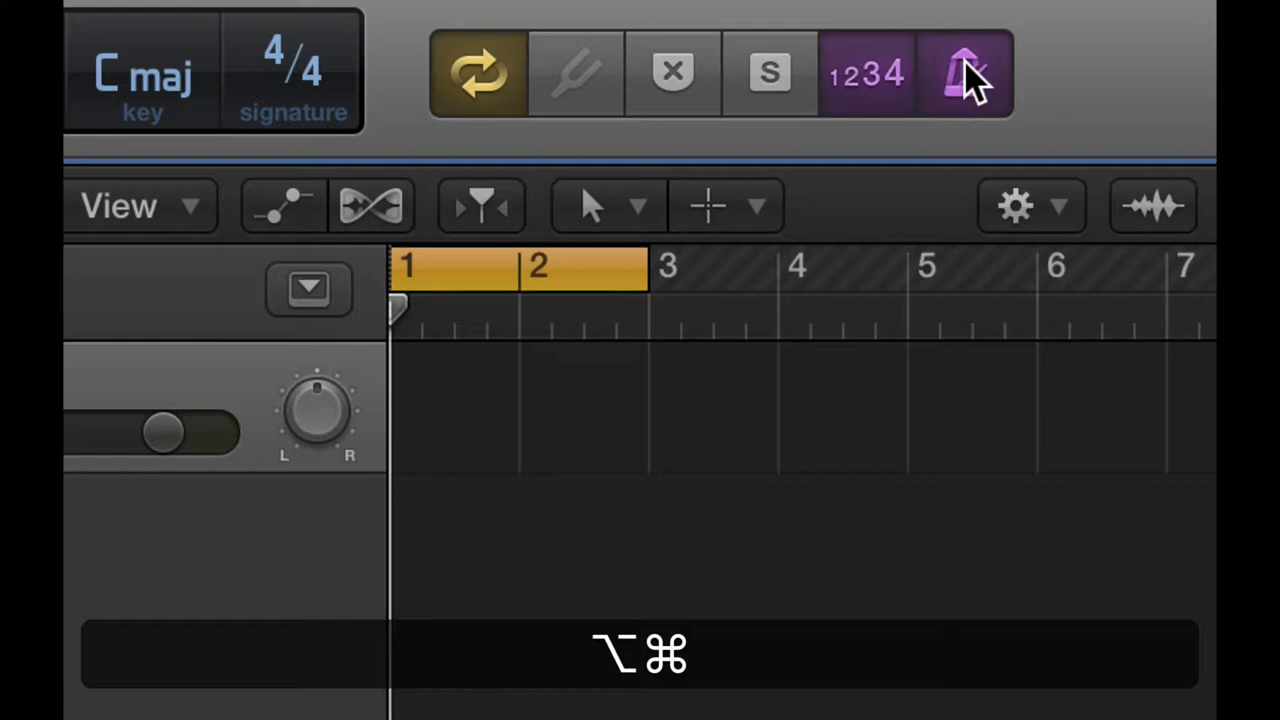 C maj
key
4/4
signature
S
1234
View
1 2 3 4 5 6 7
L R
⌥⌘